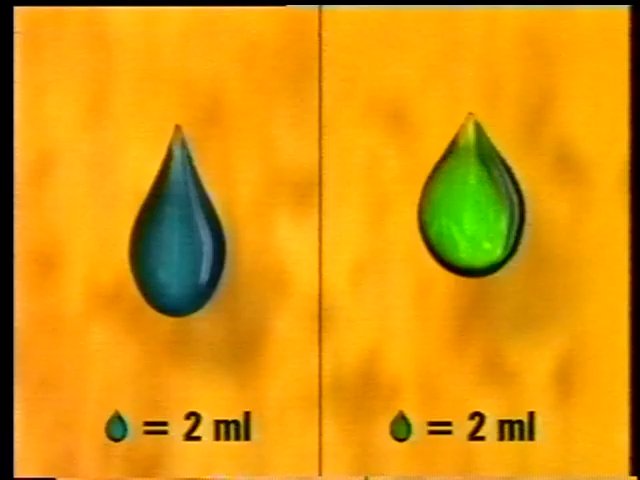 = 2 ml
= 2 ml